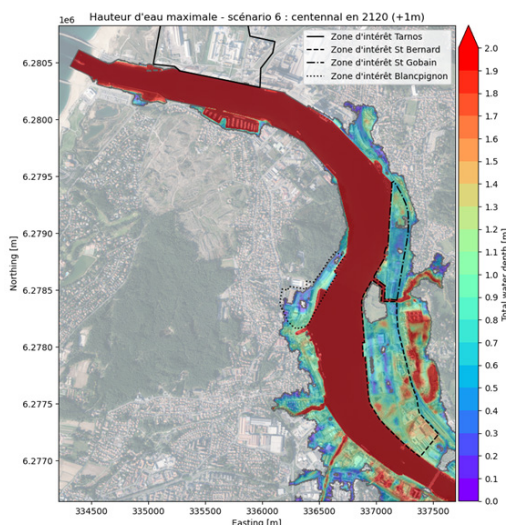 Hauteur d'eau maximale - scénario 6 : centennal en 2120 (+1m)
1e6
Zone d'intérêt Tarnos
Zone d'intérêt St Bernard
Zone d'intérêt St Gobain
Zone d'intérêt Blancpignon
6.2805
6.2800
6.2795
6.2790
6.2785
6.2780
6.2775
6.2770
Northing [m]
334500 335000 335500 336000 336500 337000 337500
Easting [m]
2.0
1.9
1.8
1.7
1.6
1.4
1.3
1.2
1.1
1.0
0.9
0.8
0.7
0.6
0.5
0.4
0.3
0.2
0.1
0.0
Total water depth [m]